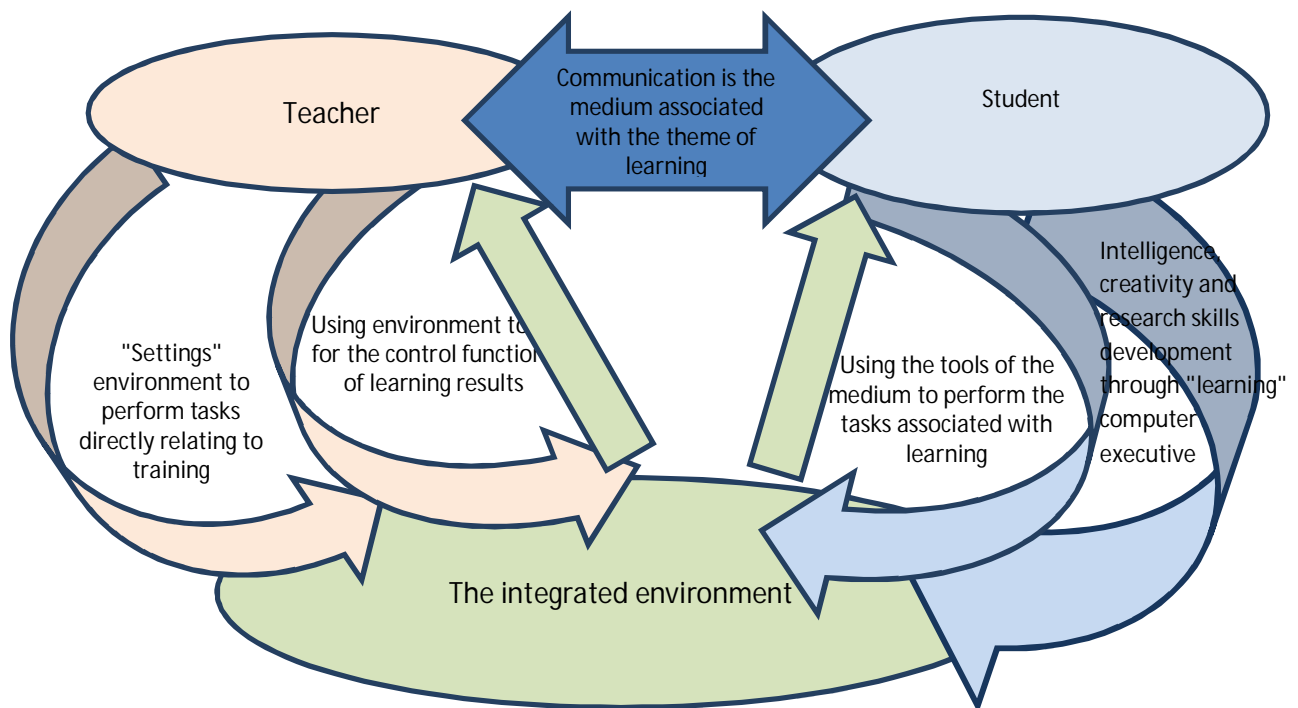 Teacher
Communication is the
medium associated
with the theme of
learning
Student
"Settings"
environment to
perform tasks
directly relating to
training
Using environment to
for the control function
of learning results
Using the tools of the
medium to perform the
tasks associated with
learning
Intelligence,
creativity and
research skills
development
through "learning"
computer
executive
The integrated environment